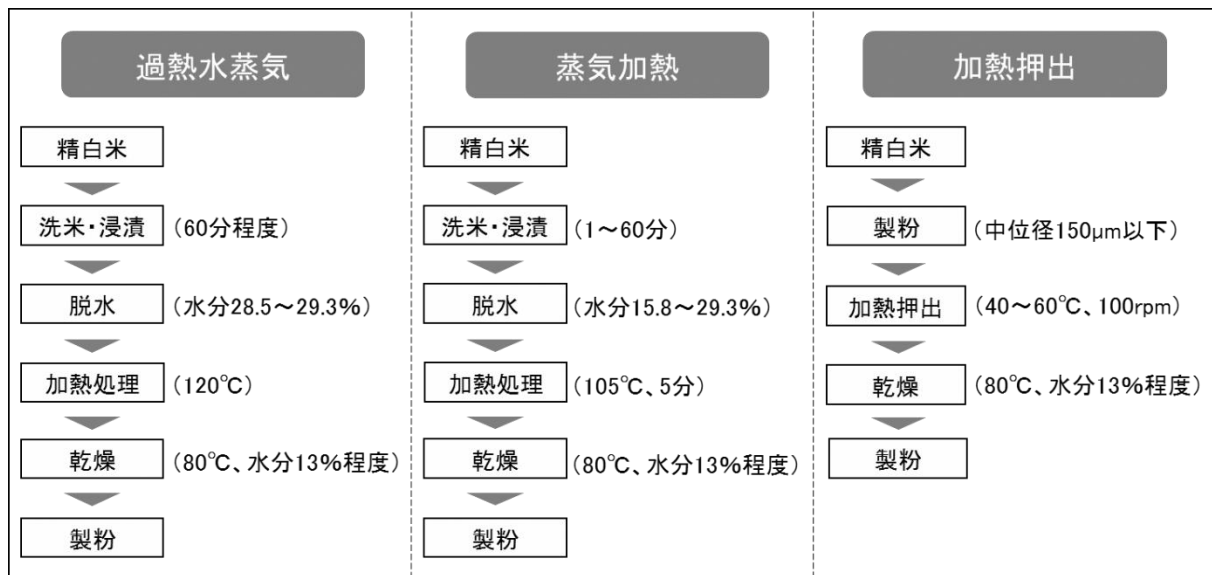 過熱水蒸気
精白米
洗米・浸漬 (60分程度)
脱水 (水分28.5～29.3%)
加熱処理 (120℃)
乾燥 (80℃、水分13%程度)
製粉
蒸気加熱
精白米
洗米・浸漬 (1～60分)
脱水 (水分15.8～29.3%)
加熱処理 (105℃、5分)
乾燥 (80℃、水分13%程度)
製粉
加熱押出
精白米
製粉 (中位径150μm以下)
加熱押出 (40～60℃、100rpm)
乾燥 (80℃、水分13%程度)
製粉